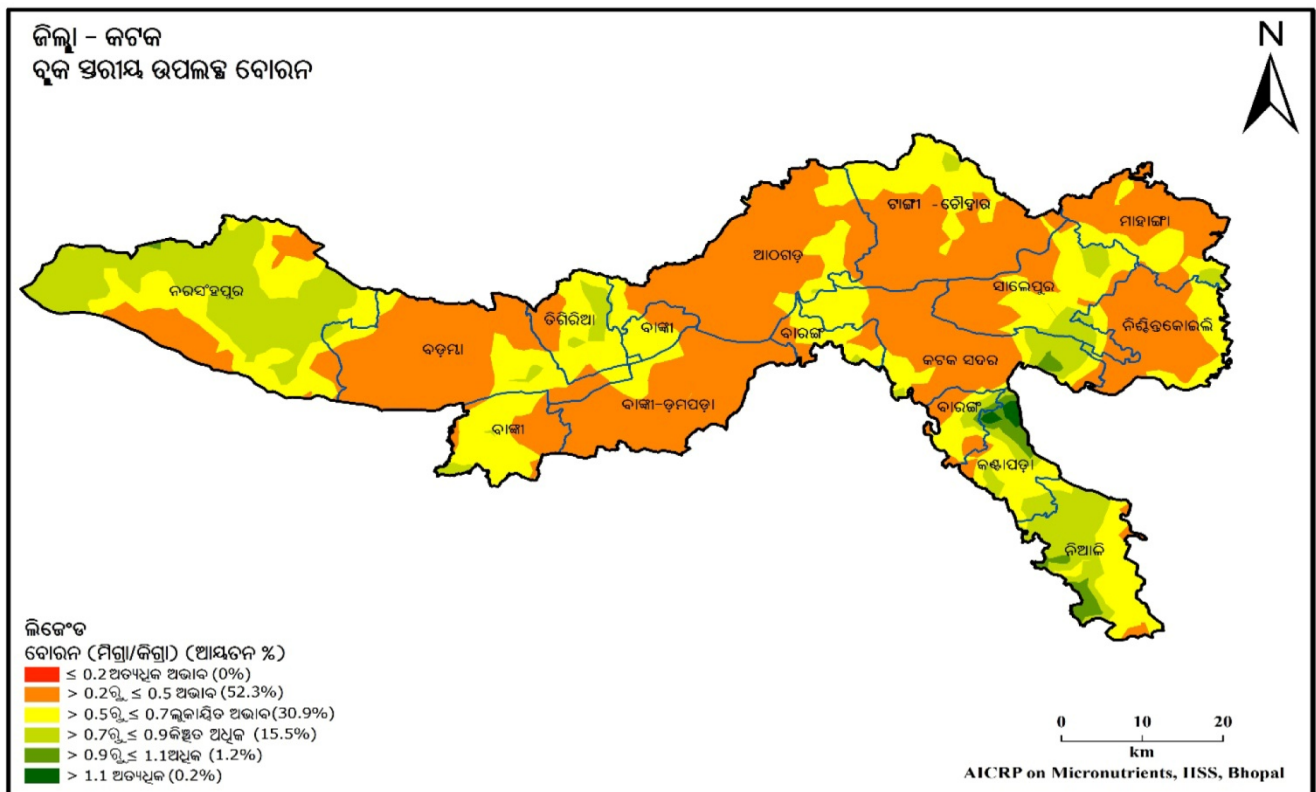 ଜିଲ୍ଲା - କଟକ
ବ୍ଲକ ସ୍ତରୀୟ ଉପଲବ୍ଧ ବୋରନ
N
ଟାଙ୍ଗୀ -ଚୌଦ୍ୱାର
ମାହାଙ୍ଗା
ଆଠଗଡ଼
ସାଲେପୁର
ନରସିଂହପୁର
ତିଗିରିଆ
ବାଙ୍କୀ
ବାରଙ୍ଗ
ନିଶ୍ଚିନ୍ତକୋଇଲି
ବଡ଼ମ୍ବା
କଟକ ସଦର
ବାଙ୍କୀ-ଡ଼ମପଡ଼ା
ବାରଙ୍ଗ
ବାଙ୍କୀ
କଣ୍ଟାପଡ଼ା
ନିଆଳି
ଲିଜେଂଡ
ବୋରନ (ମିଗ୍ରା/କିଗ୍ରା) (ଆୟତନ %)
≤ 0.2 ଅତ୍ୟଧିକ ଅଭାବ (0%)
> 0.2ରୁ ≤ 0.5 ଅଭାବ (52.3%)
> 0.5ରୁ ≤ 0.7 ଲୁକାୟିତ ଅଭାବ (30.9%)
> 0.7ରୁ ≤ 0.9 କିଞ୍ଚିତ ଅଧିକ (15.5%)
> 0.9ରୁ ≤ 1.1 ଅଧିକ (1.2%)
> 1.1 ଅତ୍ୟଧିକ (0.2%)
0 10 20
km
AICRP on Micronutrients, IISS, Bhopal